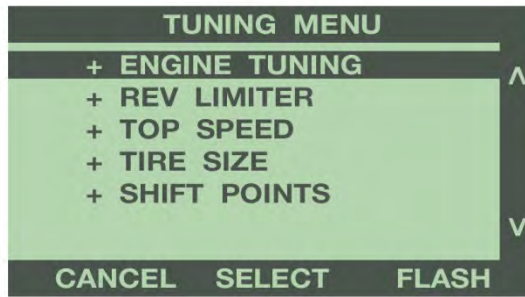 TUNING MENU
+ ENGINE TUNING
+ REV LIMITER
+ TOP SPEED
+ TIRE SIZE
+ SHIFT POINTS
CANCEL SELECT FLASH